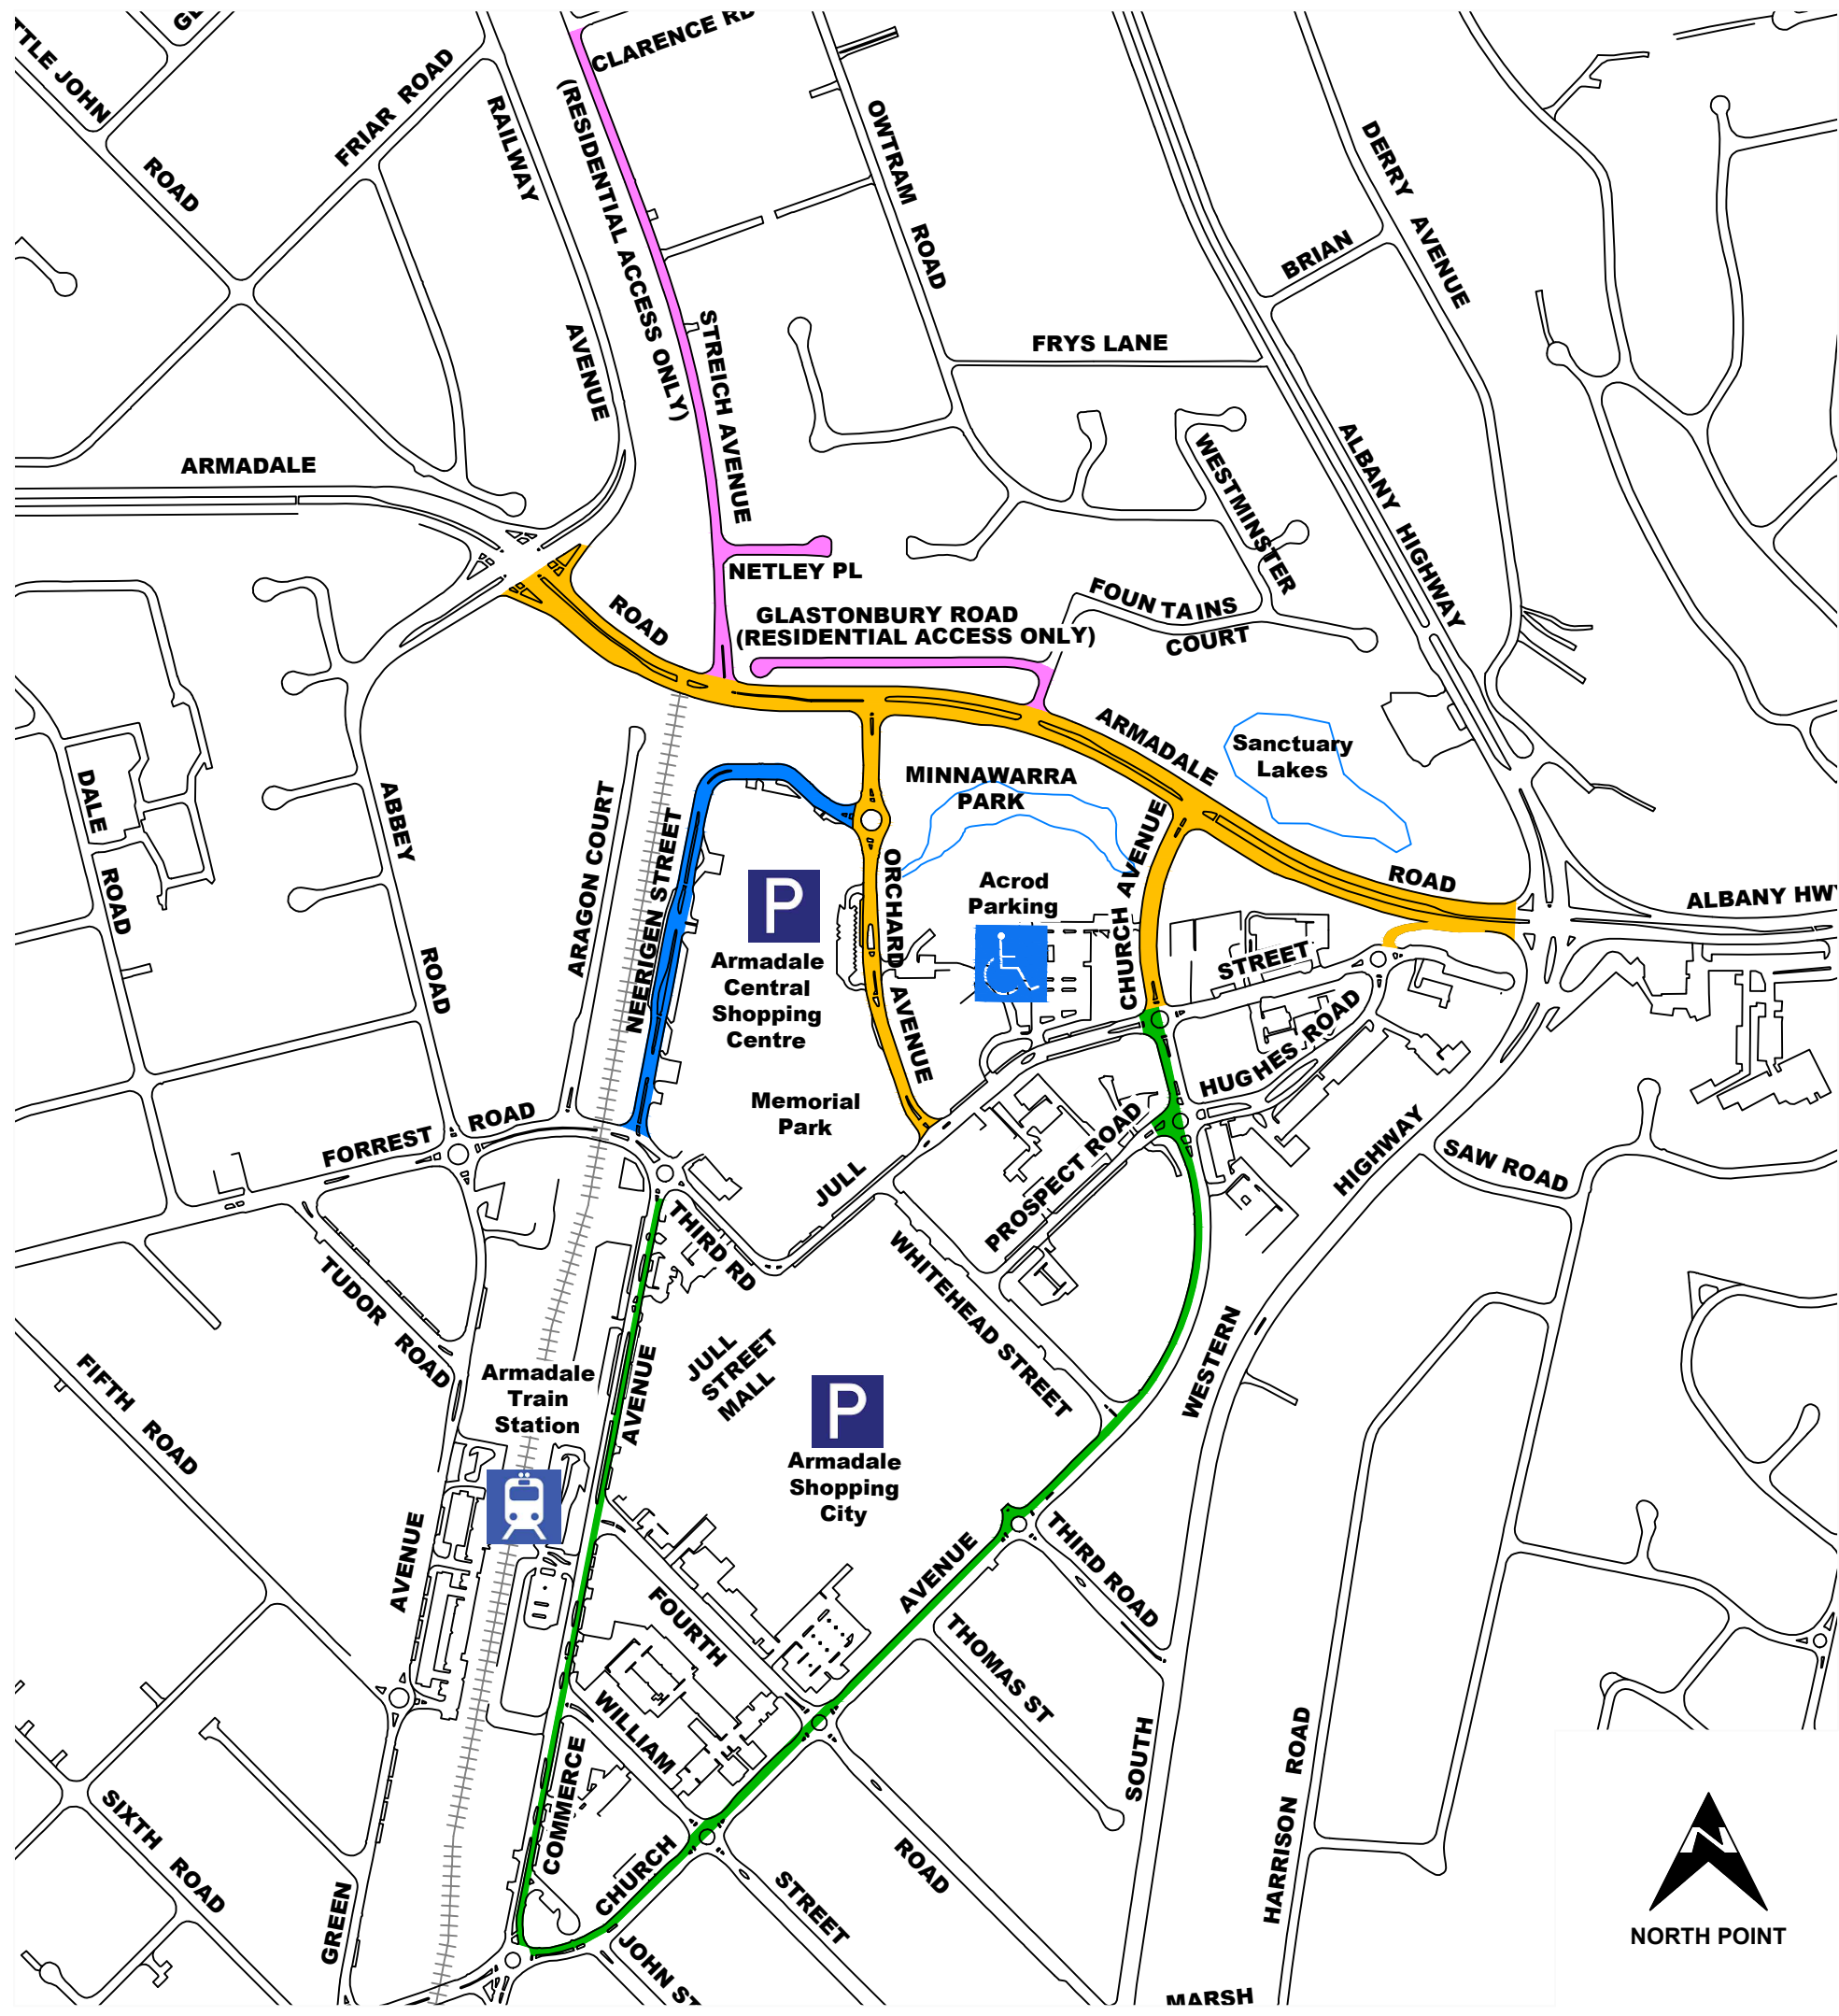 CLARENCE RD
TLE JOHN
ROAD
FRIAR ROAD
RAILWAY
AVENUE
(RESIDENTIAL ACCESS ONLY)
STREICH AVENUE
OWTRAM ROAD
DERRY AVENUE
BRIAN
FRYS LANE
ALBANY HIGHWAY
WESTMINSTER
ARMADALE
ROAD
NETLEY PL
GLASTONBURY ROAD
(RESIDENTIAL ACCESS ONLY)
FOUNTAINS
COURT
ARMADALE
ROAD
Sanctuary
Lakes
MINNAWARRA
PARK
ALBANY HWY
DALE
ROAD
ABBEY
ROAD
ARAGON COURT
NEERIGEN STREET
P
Armadale
Central
Shopping
Centre
ORCHARD AVENUE
Acrod
Parking
CHURCH AVENUE
STREET
HUGHES ROAD
Memorial
Park
JULL
PROSPECT ROAD
HIGHWAY
SAW ROAD
FORREST ROAD
THIRD RD
TUDOR ROAD
WHITEHEAD STREET
WESTERN
JULL
STREET
MALL
FIFTH ROAD
Armadale
Train
Station
AVENUE
P
Armadale
Shopping
City
AVENUE
AVENUE
THIRD ROAD
FOURTH
THOMAS ST
WILLIAM
SOUTH
HARRISON ROAD
COMMERCE
SIXTH ROAD
GREEN
CHURCH
STREET
ROAD
JOHN ST
MARSH
NORTH POINT